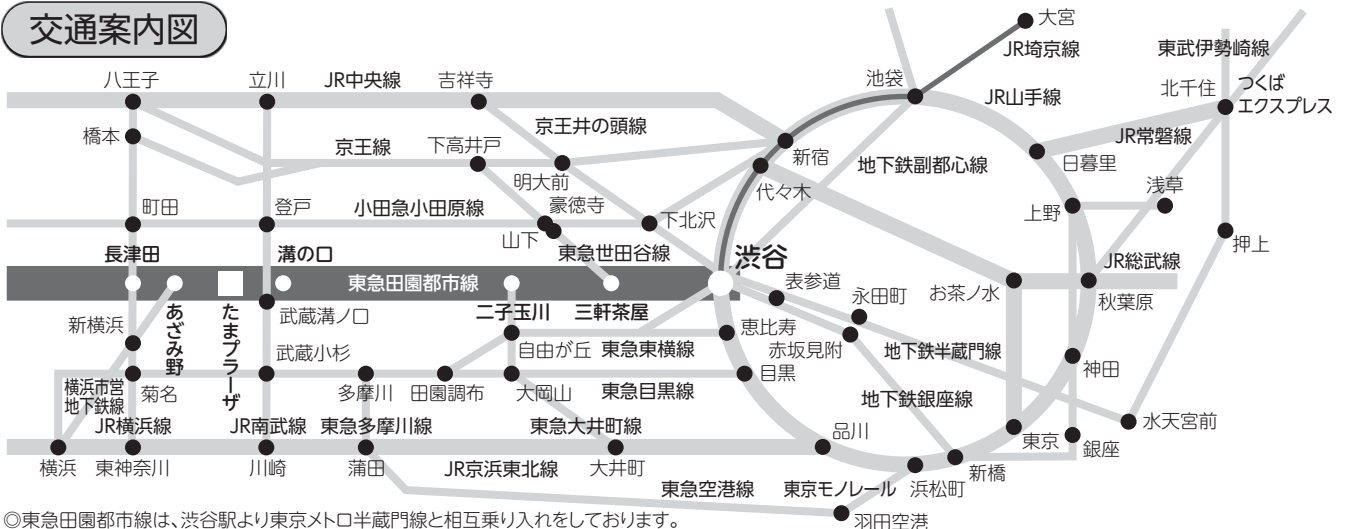 交通案内図
大宮
JR埼京線
東武伊勢崎線
池袋
北千住
つくば
エクスプレス
八王子
立川
JR中央線
吉祥寺
JR山手線
橋本
京王線
下高井戸
京王井の頭線
新宿
JR常磐線
日暮里
明大前
代々木
地下鉄副都心線
浅草
町田
登戸
小田急小田原線
豪徳寺
下北沢
上野
山下
押上
長津田
溝の口
東急世田谷線
渋谷
JR総武線
東急田園都市線
表参道
お茶ノ水
秋葉原
永田町
あざみ野
たまプラーザ
武蔵溝ノ口
二子玉川
三軒茶屋
新横浜
恵比寿
赤坂見附
地下鉄半蔵門線
武蔵小杉
自由が丘
東急東横線
神田
横浜市営
地下鉄線
菊名
多摩川
田園調布
大岡山
東急目黒線
目黒
地下鉄銀座線
JR横浜線
JR南武線
東急多摩川線
東急大井町線
品川
水天宮前
東京
銀座
横浜
東神奈川
川崎
蒲田
JR京浜東北線
大井町
新橋
東急空港線
東京モノレール
浜松町
羽田空港
◎東急田園都市線は、渋谷駅より東京メトロ半蔵門線と相互乗り入れをしております。